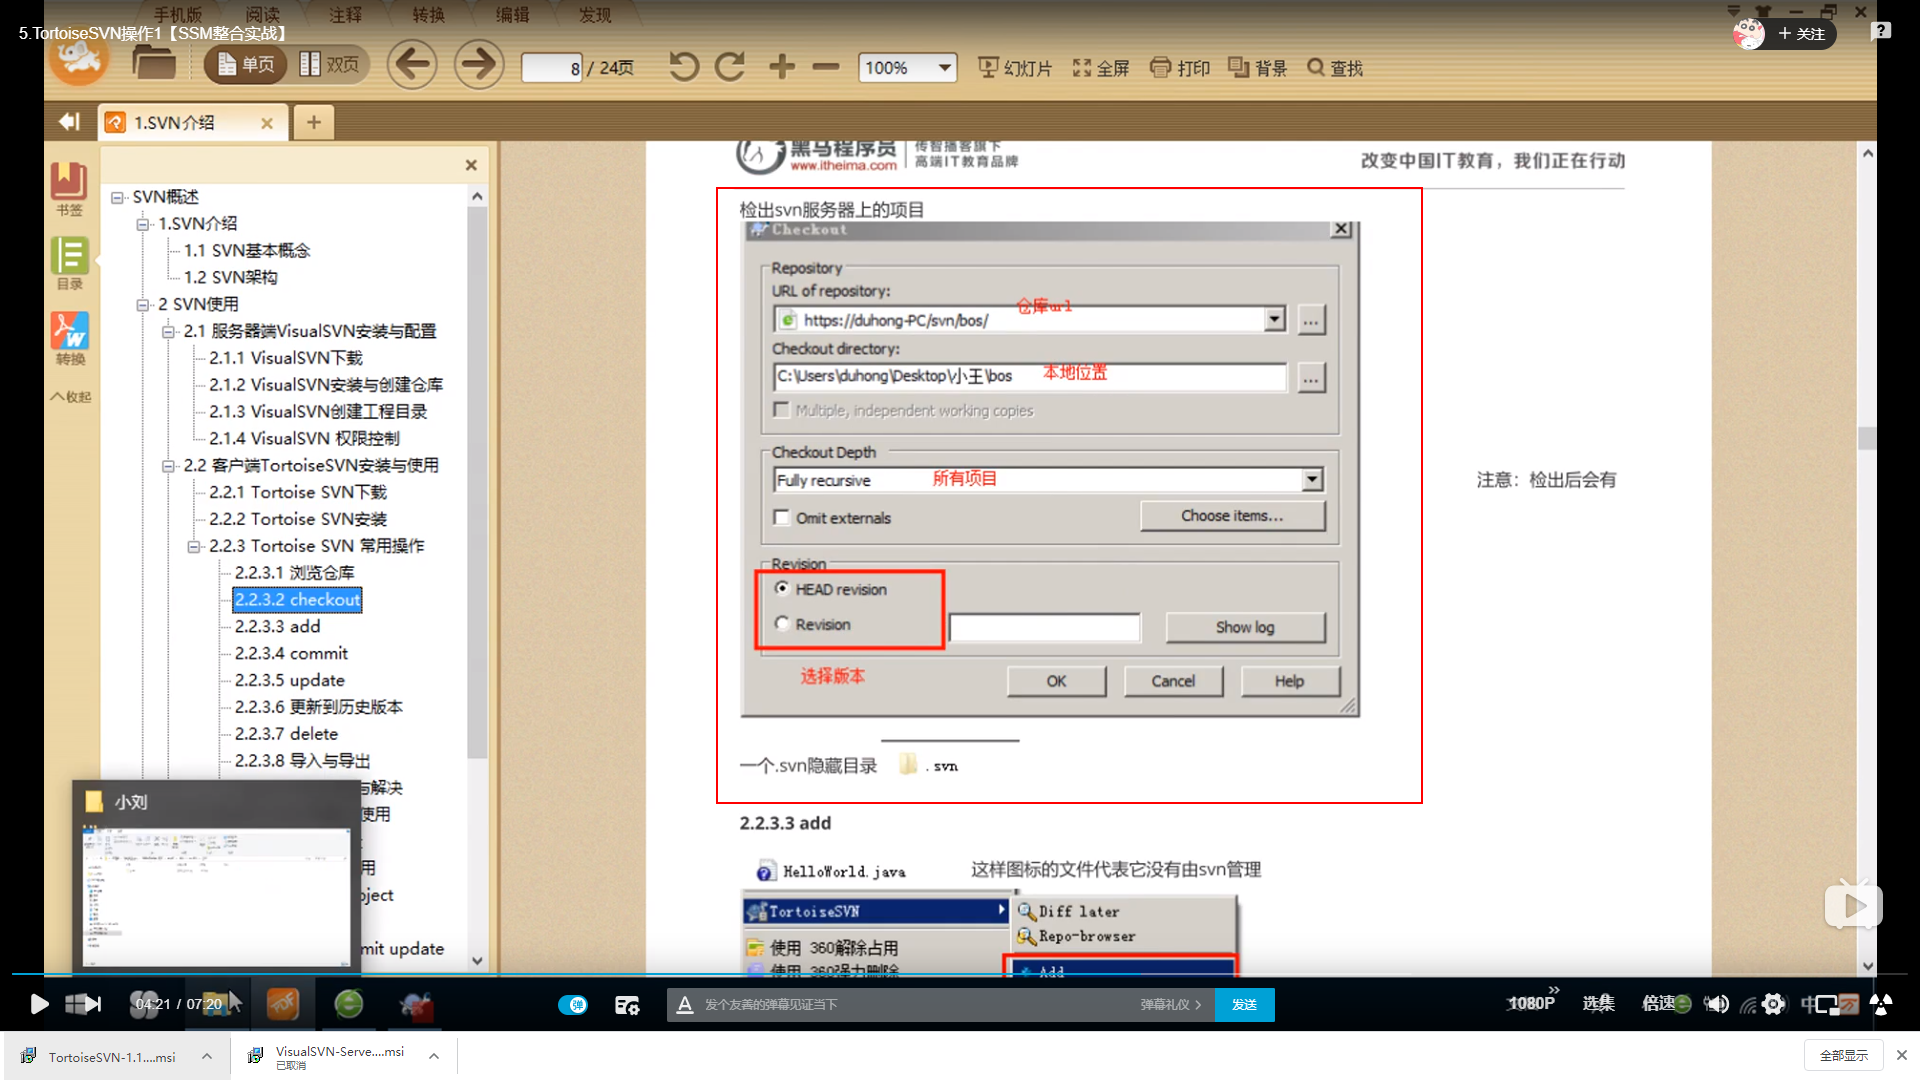 手机版 阅读 注释 转换 编辑 发现
5.TortoiseSVN操作1【SSM整合实战】
+ 关注
单页 双页 8 / 24页 100% 幻灯片 全屏 打印 背景 查找
1.SVN介绍
书签
目录
转换
收起
SVN概述
1.SVN介绍
1.1 SVN基本概念
1.2 SVN架构
2 SVN使用
2.1 服务器端VisualSVN安装与配置
2.1.1 VisualSVN下载
2.1.2 VisualSVN安装与创建仓库
2.1.3 VisualSVN创建工程目录
2.1.4 VisualSVN 权限控制
2.2 客户端TortoiseSVN安装与使用
2.2.1 Tortoise SVN下载
2.2.2 Tortoise SVN安装
2.2.3 Tortoise SVN 常用操作
2.2.3.1 浏览仓库
2.2.3.2 checkout
2.2.3.3 add
2.2.3.4 commit
2.2.3.5 update
2.2.3.6 更新到历史版本
2.2.3.7 delete
2.2.3.8 导入与导出
与解决
使用
用
ject
mit update
小刘
黑马程序员
www.itheima.com
传智播客旗下
高端IT教育品牌
改变中国IT教育，我们正在行动
检出svn服务器上的项目
Checkout
Repository
URL of repository:
仓库url
https://duhong-PC/svn/bos/
...
Checkout directory:
C:\Users\duhong\Desktop\小王\bos
本地位置
...
Multiple, independent working copies
Checkout Depth
Fully recursive
所有项目
Omit externals
Choose items...
Revision
HEAD revision
Revision
Show log
选择版本
OK Cancel Help
注意：检出后会有
一个.svn隐藏目录 .svn
2.2.3.3 add
HelloWorld.java 这样图标的文件代表它没有由svn管理
TortoiseSVN
使用 360解除占用
使用 360强力删除
Diff later
Repo-browser
Add
04:21 / 07:20
弹
发个友善的弹幕见证当下
弹幕礼仪
发送
1080P 选集 倍速
中
TortoiseSVN-1.1....msi
VisualSVN-Serve....msi
已取消
全部显示